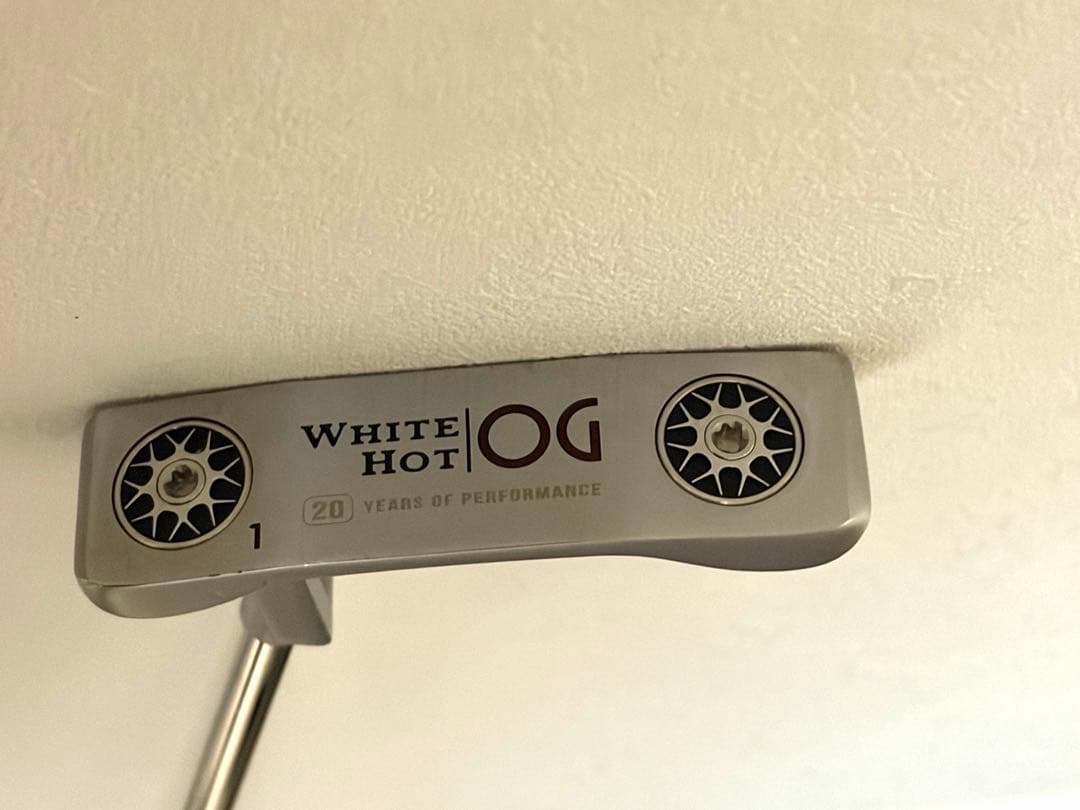 WHITE
HOT
OG
20 YEARS OF PERFORMANCE
1